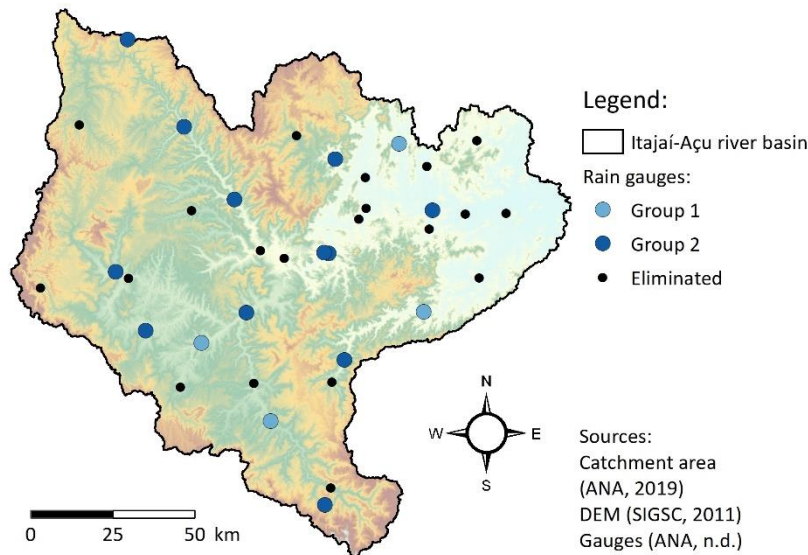 Legend:
Itajaí-Açu river basin
Rain gauges:
Group 1
Group 2
Eliminated
N
W E
S
Sources:
Catchment area
(ANA, 2019)
DEM (SIGSC, 2011)
Gauges (ANA, n.d.)
0 25 50 km